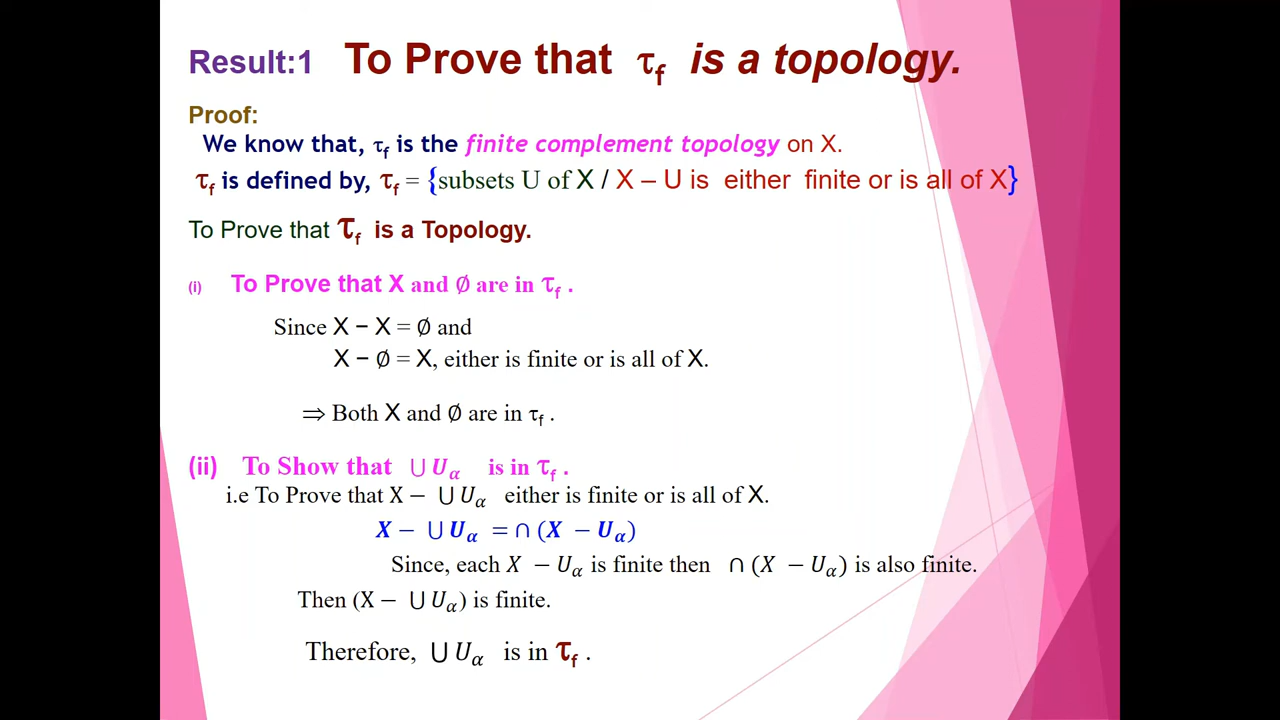 Result:1 To Prove that τf is a topology.
Proof:
We know that, τf is the finite complement topology on X.
τf is defined by, τf = {subsets U of X / X – U is either finite or is all of X}
To Prove that τf is a Topology.
(i) To Prove that X and ∅ are in τf .
Since X − X = ∅ and
X − ∅ = X, either is finite or is all of X.
⇒ Both X and ∅ are in τf .
(ii) To Show that ∪ Uα is in τf .
i.e To Prove that X − ∪ Uα either is finite or is all of X.
X − ∪ Uα = ∩ (X − Uα)
Since, each X − Uα is finite then ∩ (X − Uα) is also finite.
Then (X − ∪ Uα) is finite.
Therefore, ∪ Uα is in τf .